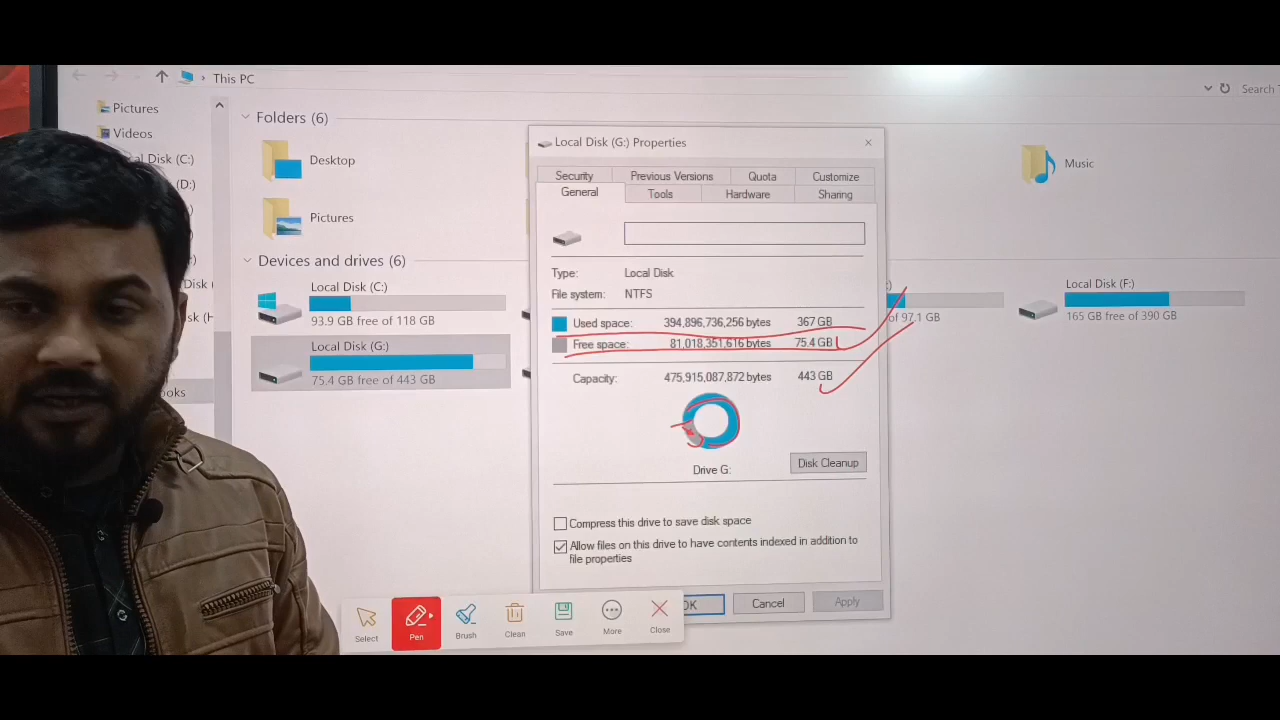 This PC
Search
Pictures
Videos
Disk (C:)
(D:)
Folders (6)
Desktop
Pictures
Music
Devices and drives (6)
Local Disk (C:)
93.9 GB free of 118 GB
Local Disk (G:)
75.4 GB free of 443 GB
of 97.1 GB
Local Disk (F:)
165 GB free of 390 GB
Local Disk (G:) Properties
Security
Previous Versions
Quota
Customize
General
Tools
Hardware
Sharing
Type: Local Disk
File system: NTFS
Used space: 394,896,736,256 bytes 367 GB
Free space: 81,018,351,616 bytes 75.4 GB
Capacity: 475,915,087,872 bytes 443 GB
Drive G:
Disk Cleanup
Compress this drive to save disk space
Allow files on this drive to have contents indexed in addition to
file properties
OK
Cancel
Apply
Select
Pen
Brush
Clean
Save
More
Close